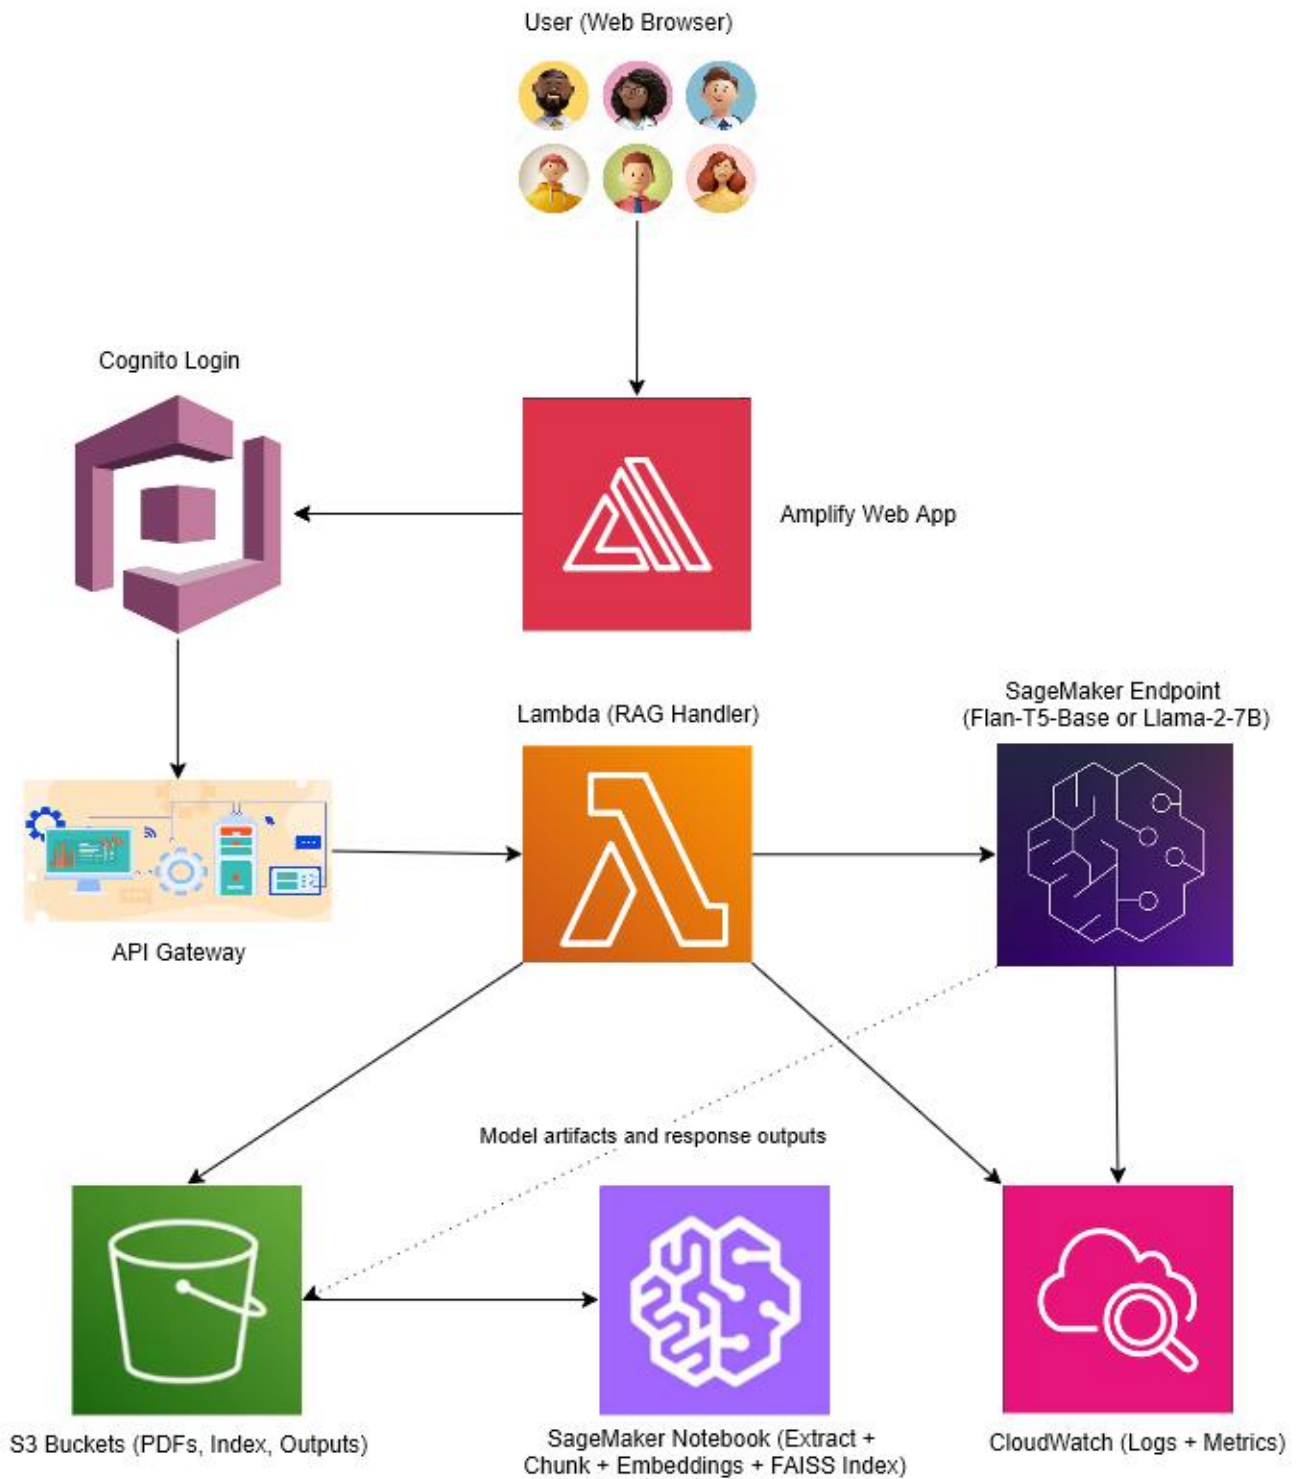 User (Web Browser)
Cognito Login
Amplify Web App
SageMaker Endpoint
(Flan-T5-Base or Llama-2-7B)
Lambda (RAG Handler)
API Gateway
Model artifacts and response outputs
S3 Buckets (PDFs, Index, Outputs)
SageMaker Notebook (Extract +
Chunk + Embeddings + FAISS Index)
CloudWatch (Logs + Metrics)